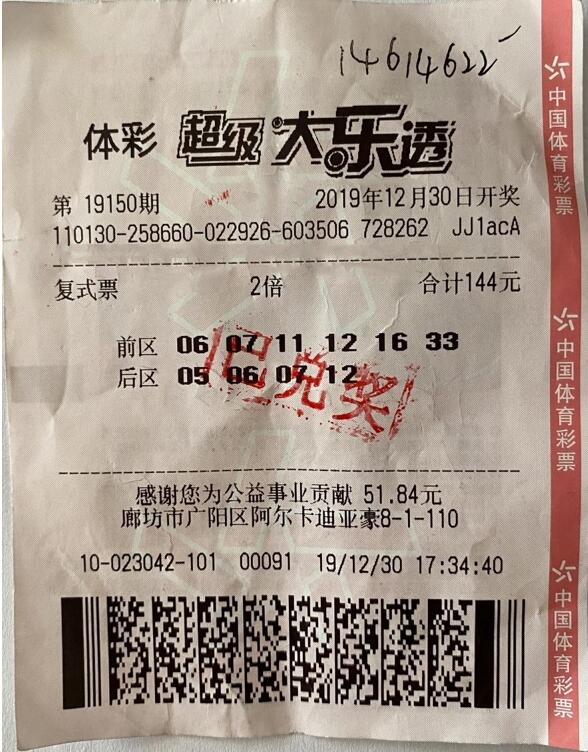 14614622
体彩 超级大乐透
第 19150期 2019年12月30日开奖
110130-258660-022926-603506 728262 JJ1acA
复式票 2倍 合计144元
前区 06 07 11 12 16 33
后区 05 06 07 12
已兑奖
感谢您为公益事业贡献 51.84元
廊坊市广阳区阿尔卡迪亚豪8-1-110
10-023042-101 00091 19/12/30 17:34:40
中国体育彩票
中国体育彩票
中国体育彩票